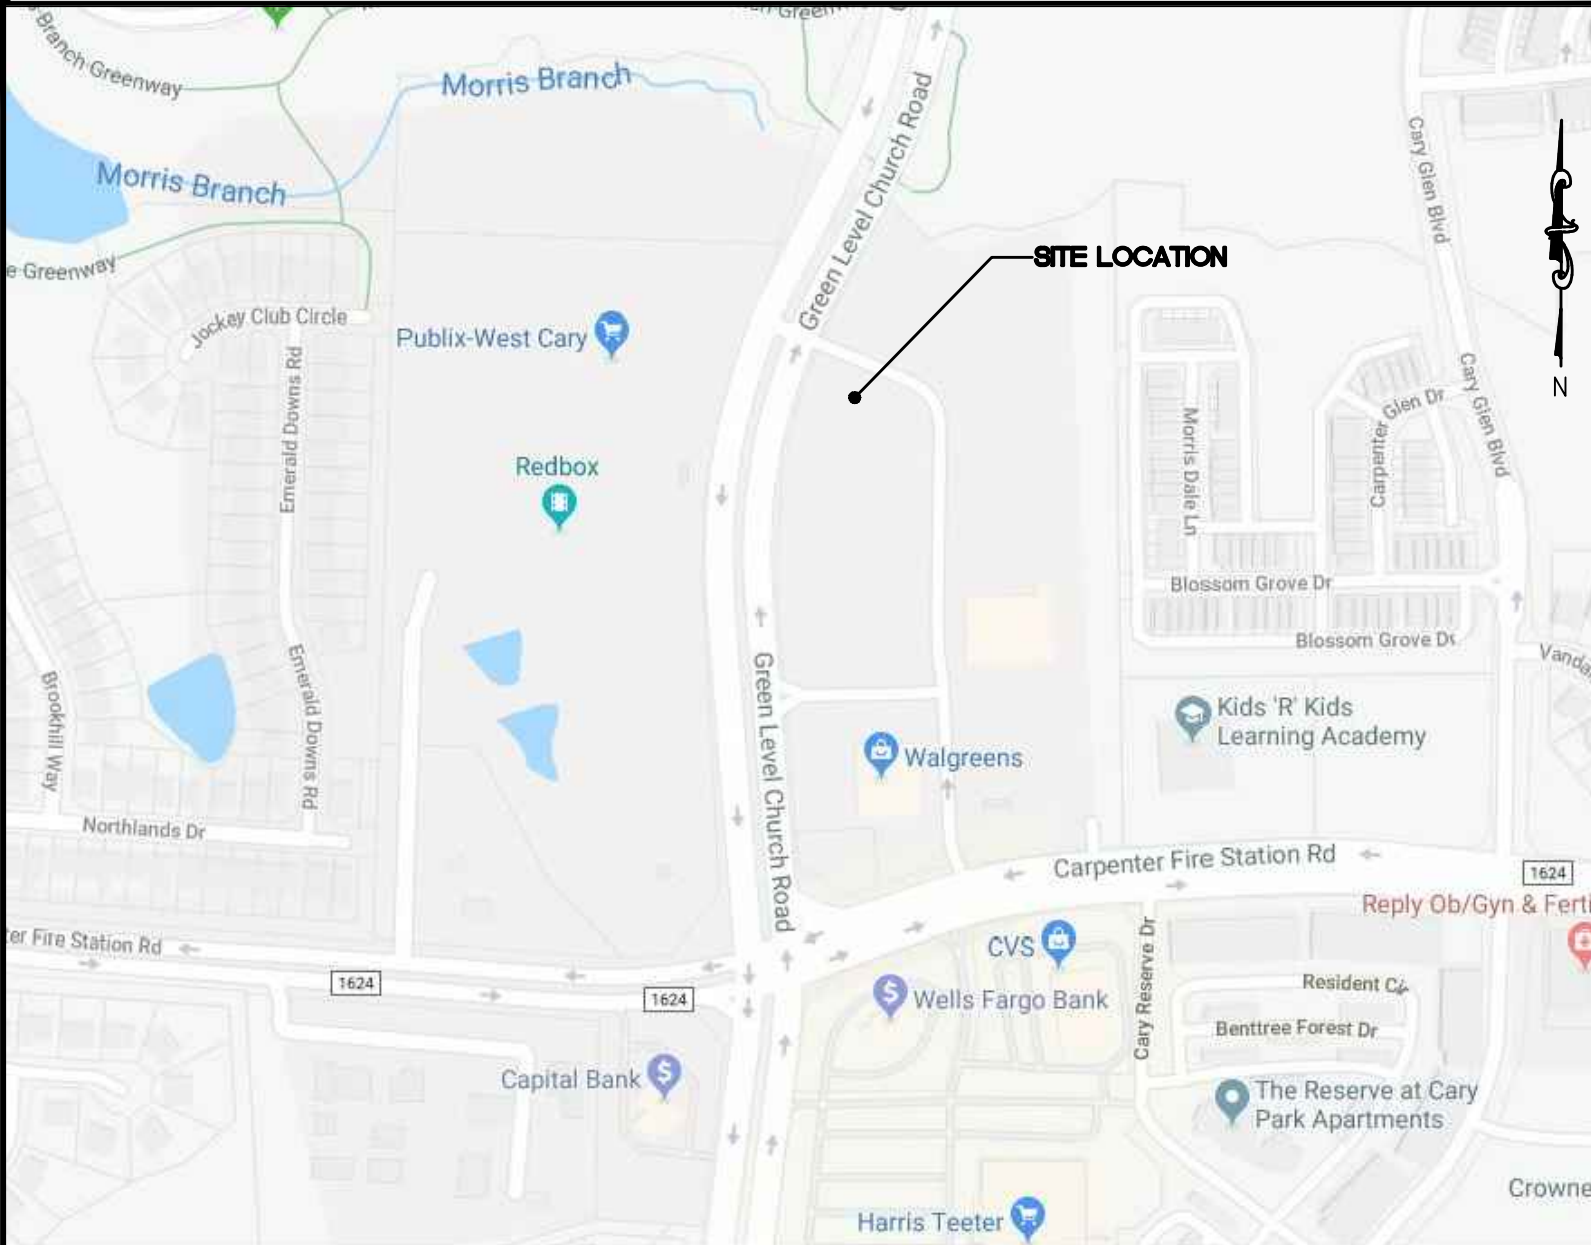 Branch Greenway
Morris Branch
Morris Branch
Green Level Church Road
Cary Glen Blvd
SITE LOCATION
e Greenway
Jockey Club Circle
Publix-West Cary
Emerald Downs Rd
N
Cary Glen Blvd
Glen Dr
Carpenter
Morris Dale Ln
Redbox
Blossom Grove Dr
Blossom Grove Dr
Emerald Downs Rd
Brookhill Way
Green Level Church Road
Kids 'R' Kids
Learning Academy
Walgreens
Northlands Dr
Carpenter Fire Station Rd
1624
Reply Ob/Gyn & Ferti
ter Fire Station Rd
CVS
Cary Reserve Dr
1624
1624
Wells Fargo Bank
Resident Cir
Benttree Forest Dr
Capital Bank
The Reserve at Cary
Park Apartments
Crowne
Harris Teeter